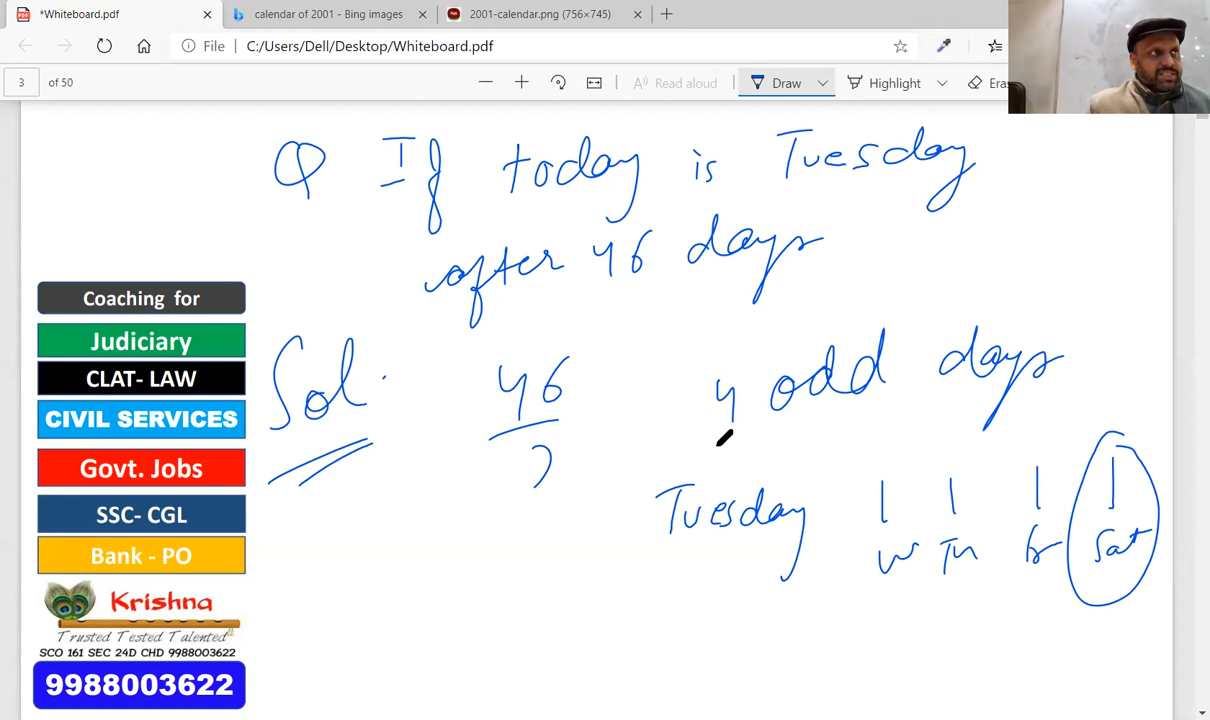 *Whiteboard.pdf
calendar of 2001 - Bing images
2001-calendar.png (756×745)
File
C:/Users/Dell/Desktop/Whiteboard.pdf
3
of 50
Read aloud
Draw
Highlight
Eras
Q If today is Tuesday
after 46 days
Sol.
46
7
4 odd days
Tuesday
W Th Fr Sat
Coaching for
Judiciary
CLAT- LAW
CIVIL SERVICES
Govt. Jobs
SSC- CGL
Bank - PO
Krishna
Trusted Tested Talented
SCO 161 SEC 24D CHD 9988003622
9988003622